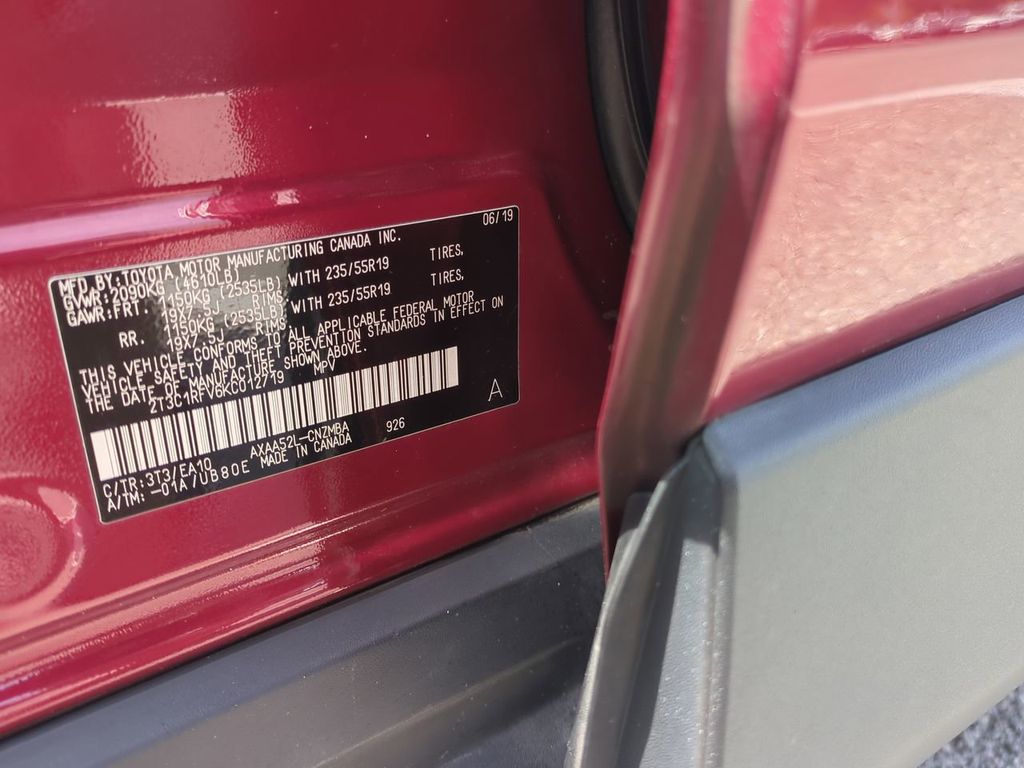 06/19
MFD BY:TOYOTA MOTOR MANUFACTURING CANADA INC.
GVWR:2090KG (4610LB)
GAWR:FRT. 1150KG (2535LB) WITH 235/55R19 TIRES,
19X7.5J RIMS
RR. 1150KG (2535LB) WITH 235/55R19 TIRES,
19X7.5J RIMS
THIS VEHICLE CONFORMS TO ALL APPLICABLE FEDERAL MOTOR
VEHICLE SAFETY AND THEFT PREVENTION STANDARDS IN EFFECT ON
THE DATE OF MANUFACTURE SHOWN ABOVE.
2T3C1RFV6KC012719 MPV
A
AXAA52L-CNZMBA 926
C/TR:3T3/EA10 MADE IN CANADA
A/TM:-01A/UB80E